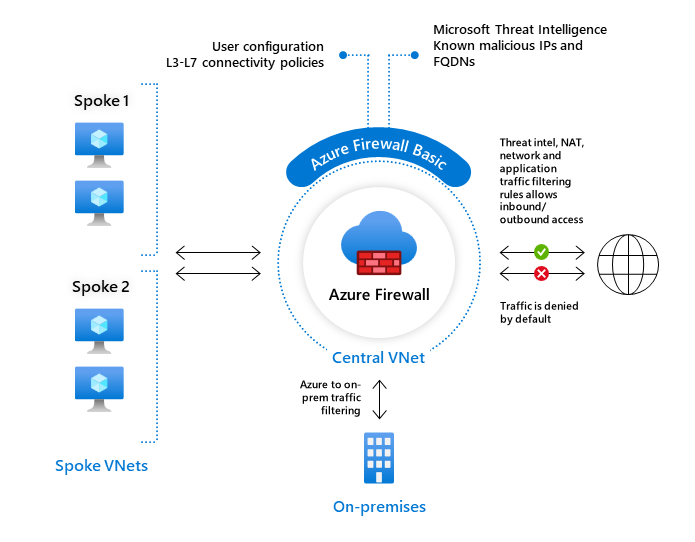 User configuration
L3-L7 connectivity policies
Microsoft Threat Intelligence
Known malicious IPs and
FQDNs
Spoke 1
Azure Firewall Basic
Threat intel, NAT,
network and
application
traffic filtering
rules allows
inbound/
outbound access
Spoke 2
Azure Firewall
Traffic is denied
by default
Central VNet
Azure to on-
prem traffic
filtering
Spoke VNets
On-premises